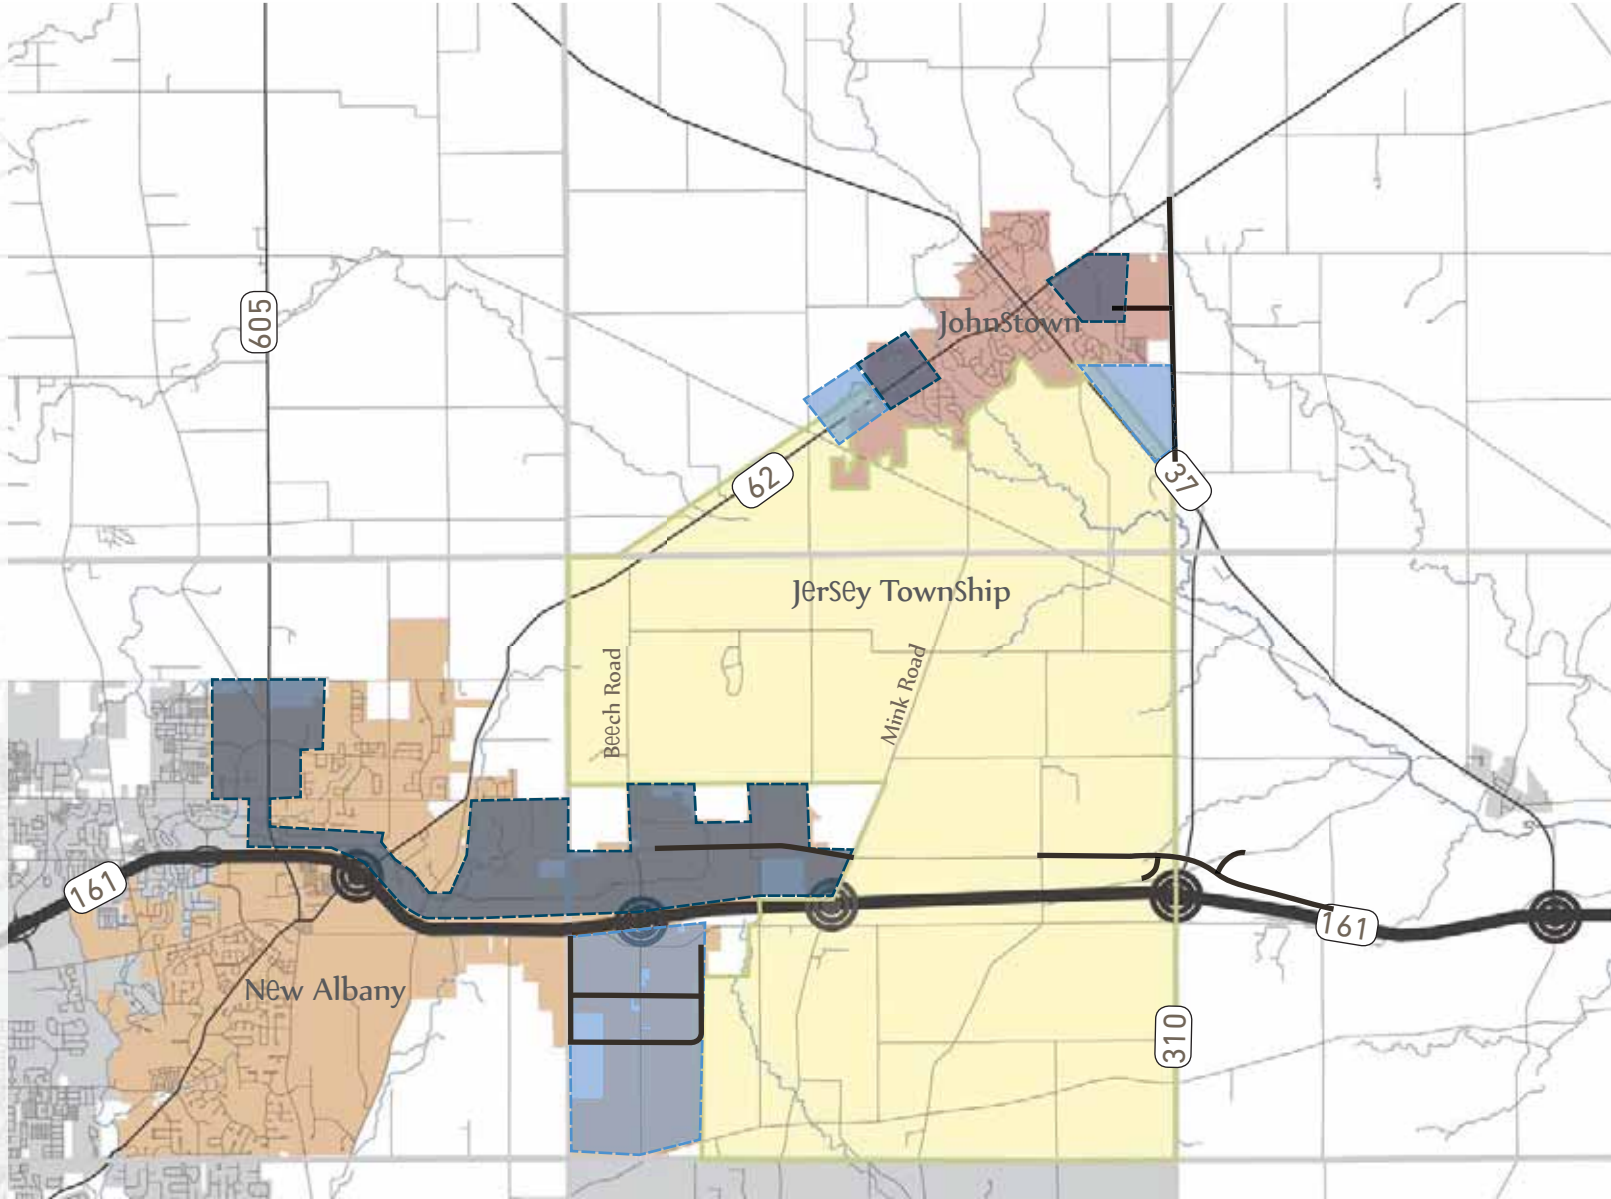 605
Johnstown
62
37
Jersey Township
Beech Road
Mink Road
161
161
New Albany
310